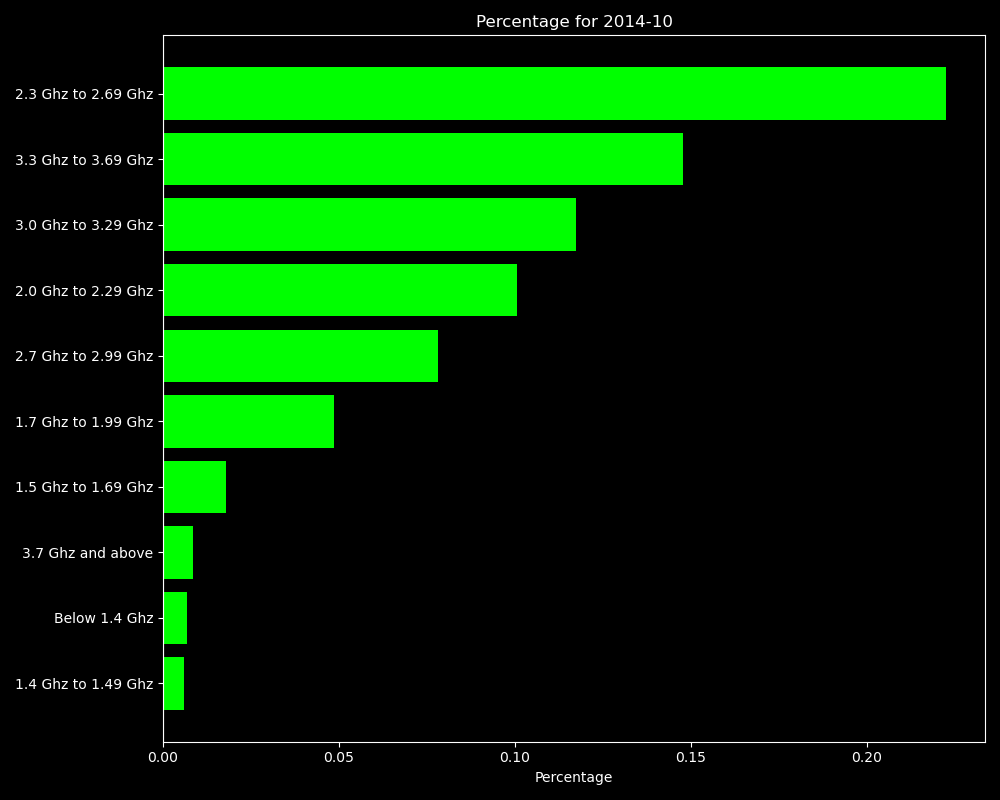 Percentage for 2014-10
2.3 Ghz to 2.69 Ghz
3.3 Ghz to 3.69 Ghz
3.0 Ghz to 3.29 Ghz
2.0 Ghz to 2.29 Ghz
2.7 Ghz to 2.99 Ghz
1.7 Ghz to 1.99 Ghz
1.5 Ghz to 1.69 Ghz
3.7 Ghz and above
Below 1.4 Ghz
1.4 Ghz to 1.49 Ghz
0.00 0.05 0.10 0.15 0.20
Percentage